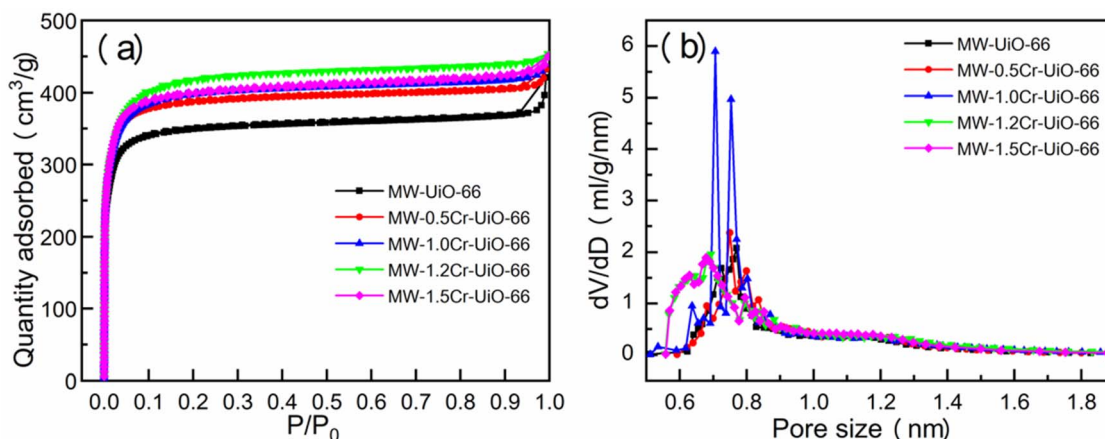 (a)
Quantity adsorbed (cm³/g)
500
400
300
200
100
0
MW-UiO-66
MW-0.5Cr-UiO-66
MW-1.0Cr-UiO-66
MW-1.2Cr-UiO-66
MW-1.5Cr-UiO-66
0.0 0.1 0.2 0.3 0.4 0.5 0.6 0.7 0.8 0.9 1.0
P/P₀
(b)
dV/dD (ml/g/nm)
6
5
4
3
2
1
0
MW-UiO-66
MW-0.5Cr-UiO-66
MW-1.0Cr-UiO-66
MW-1.2Cr-UiO-66
MW-1.5Cr-UiO-66
0.6 0.8 1.0 1.2 1.4 1.6 1.8
Pore size (nm)